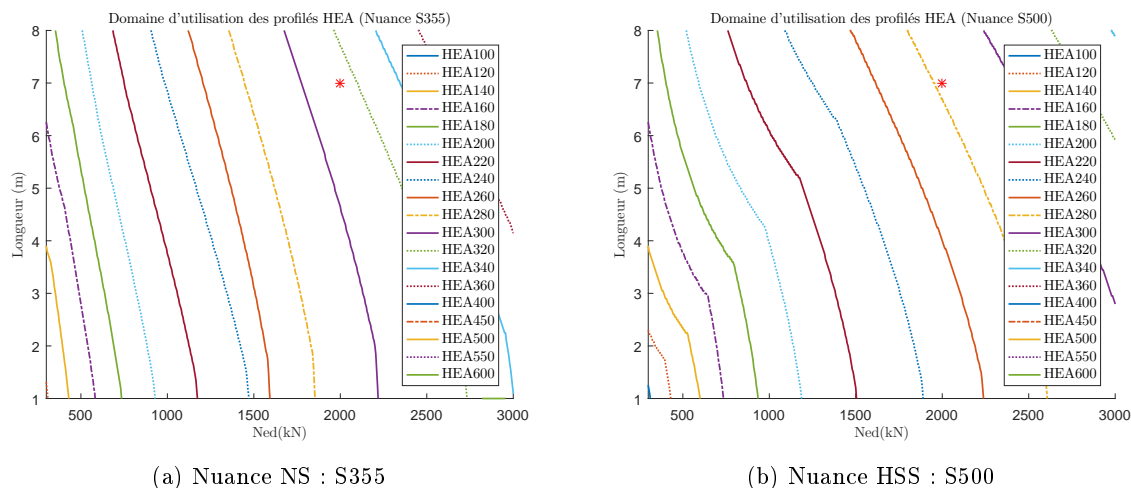 Domaine d'utilisation des profilés HEA (Nuance S355)
8
7
6
5
4
3
2
1
Longueur (m)
500
1000
1500
2000
2500
3000
Ned(kN)
HEA100
HEA120
HEA140
HEA160
HEA180
HEA200
HEA220
HEA240
HEA260
HEA280
HEA300
HEA320
HEA340
HEA360
HEA400
HEA450
HEA500
HEA550
HEA600
(a) Nuance NS : S355
Domaine d'utilisation des profilés HEA (Nuance S500)
8
7
6
5
4
3
2
1
Longueur (m)
500
1000
1500
2000
2500
3000
Ned(kN)
HEA100
HEA120
HEA140
HEA160
HEA180
HEA200
HEA220
HEA240
HEA260
HEA280
HEA300
HEA320
HEA340
HEA360
HEA400
HEA450
HEA500
HEA550
HEA600
(b) Nuance HSS : S500